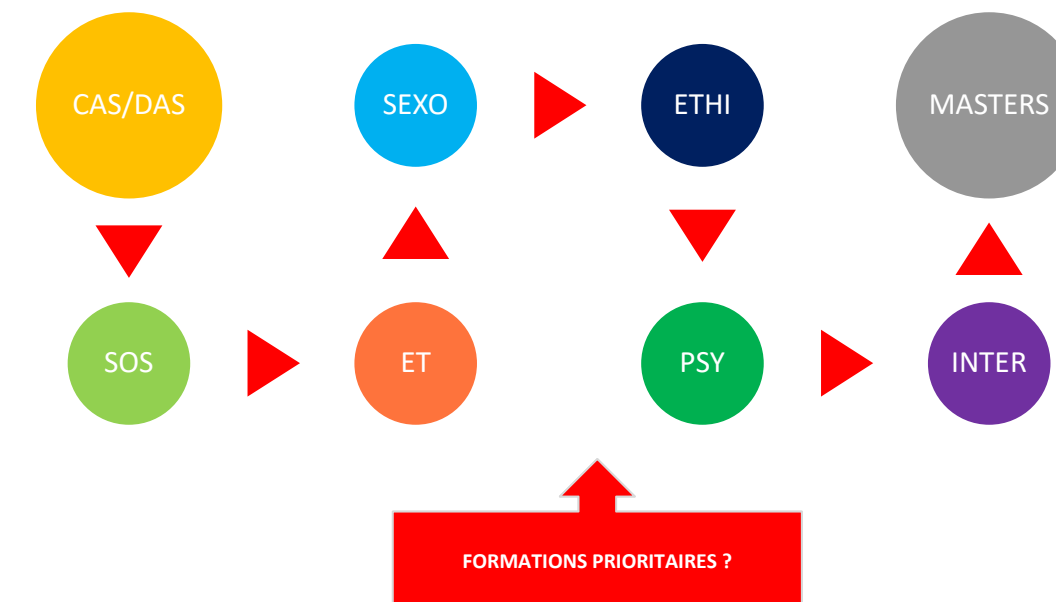 CAS/DAS
SEXO
ETHI
MASTERS
SOS
ET
PSY
INTER
FORMATIONS PRIORITAIRES ?